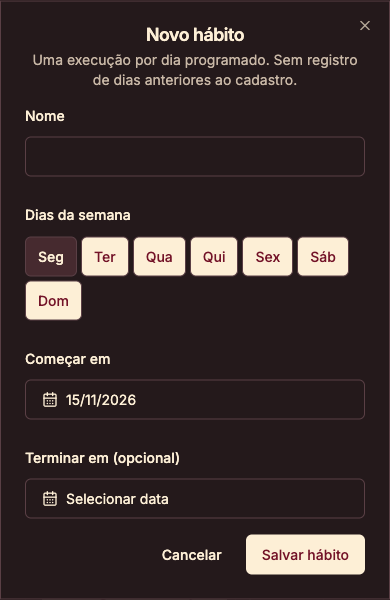 Novo hábito
Uma execução por dia programado. Sem registro
de dias anteriores ao cadastro.
Nome
Dias da semana
Seg Ter Qua Qui Sex Sáb
Dom
Começar em
15/11/2026
Terminar em (opcional)
Selecionar data
Cancelar Salvar hábito